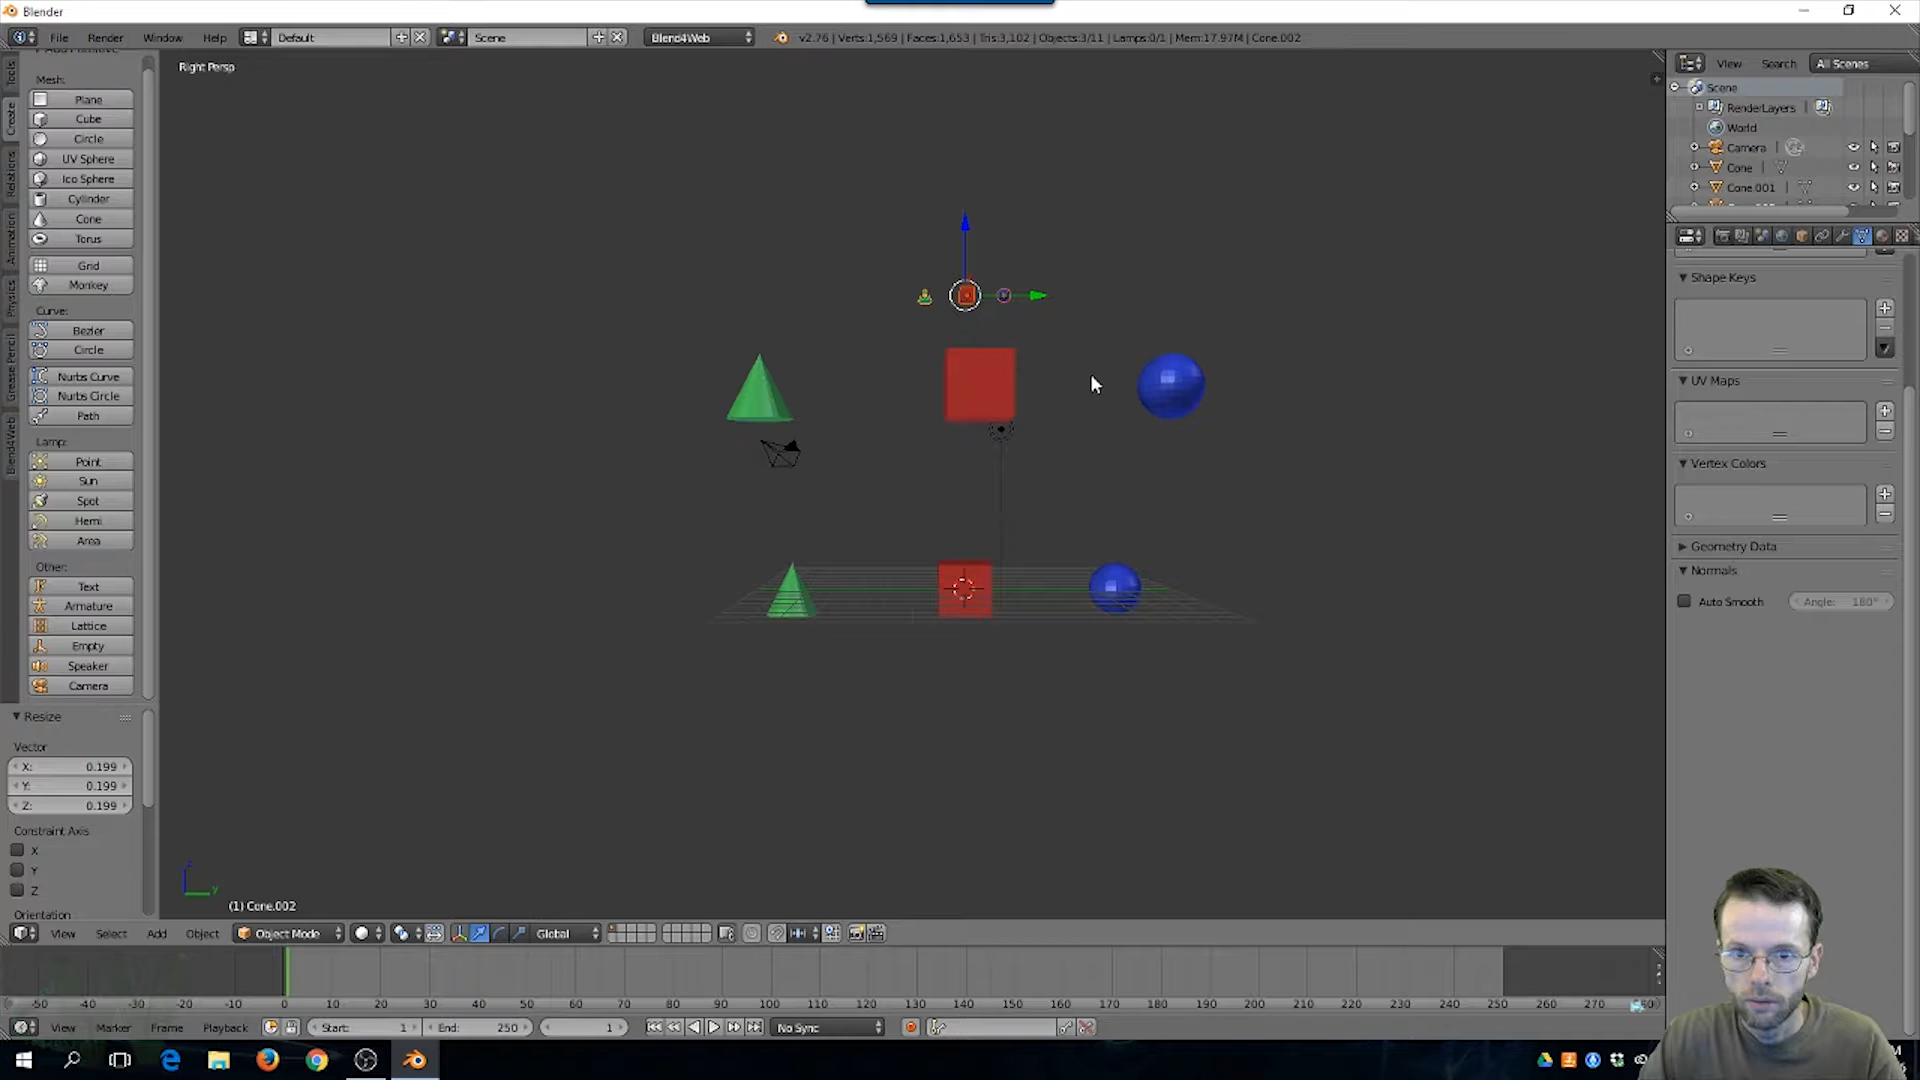 Blender
File Render Window Help Default Scene Blend4Web v2.76 | Verts:1,569 | Faces:1,653 | Tris:3,102 | Objects:3/11 | Lamps:0/1 | Mem:17.97M | Cone.002
Right Persp
View Search All Scenes
Scene
RenderLayers
World
Camera
Cone
Cone.001
Tools
Create
Relations
Animation
Physics
Grease Pencil
Blend4Web
Mesh:
Plane
Cube
Circle
UV Sphere
Ico Sphere
Cylinder
Cone
Torus
Grid
Monkey
Curve:
Bezier
Circle
Nurbs Curve
Nurbs Circle
Path
Lamp:
Point
Sun
Spot
Hemi
Area
Other:
Text
Armature
Lattice
Empty
Speaker
Camera
Resize
Vector
X: 0.199
Y: 0.199
Z: 0.199
Constraint Axis
X
Y
Z
Orientation
Shape Keys
UV Maps
Vertex Colors
Geometry Data
Normals
Auto Smooth Angle: 180°
z
y
(1) Cone.002
View Select Add Object Object Mode Global
-50 -40 -30 -20 -10 0 10 20 30 40 50 60 70 80 90 100 110 120 130 140 150 160 170 180 190 200 210 220 230 240 250 260 270
View Marker Frame Playback Start: 1 End: 250 1 No Sync